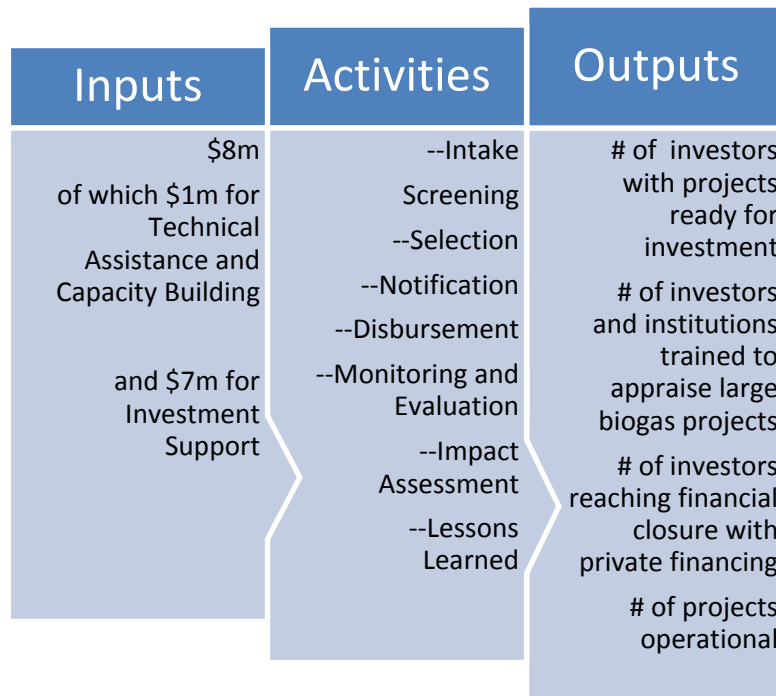 Inputs
$8m
of which $1m for
Technical
Assistance and
Capacity Building
and $7m for
Investment
Support
Activities
--Intake
Screening
--Selection
--Notification
--Disbursement
--Monitoring and
Evaluation
--Impact
Assessment
--Lessons
Learned
Outputs
# of investors
with projects
ready for
investment
# of investors
and institutions
trained to
appraise large
biogas projects
# of investors
reaching financial
closure with
private financing
# of projects
operational